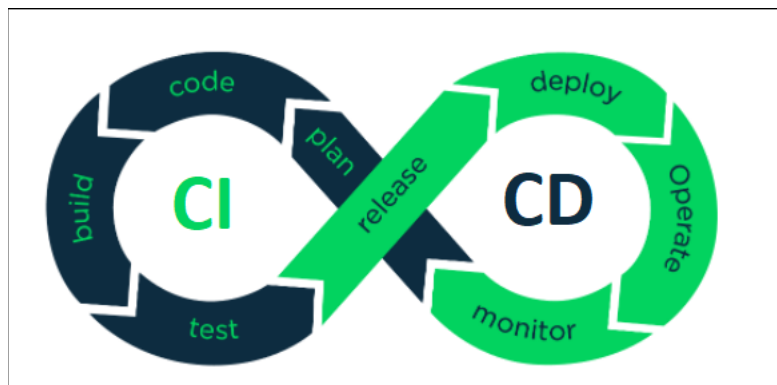 code
deploy
plan
release
Operate
build
CI
CD
test
monitor